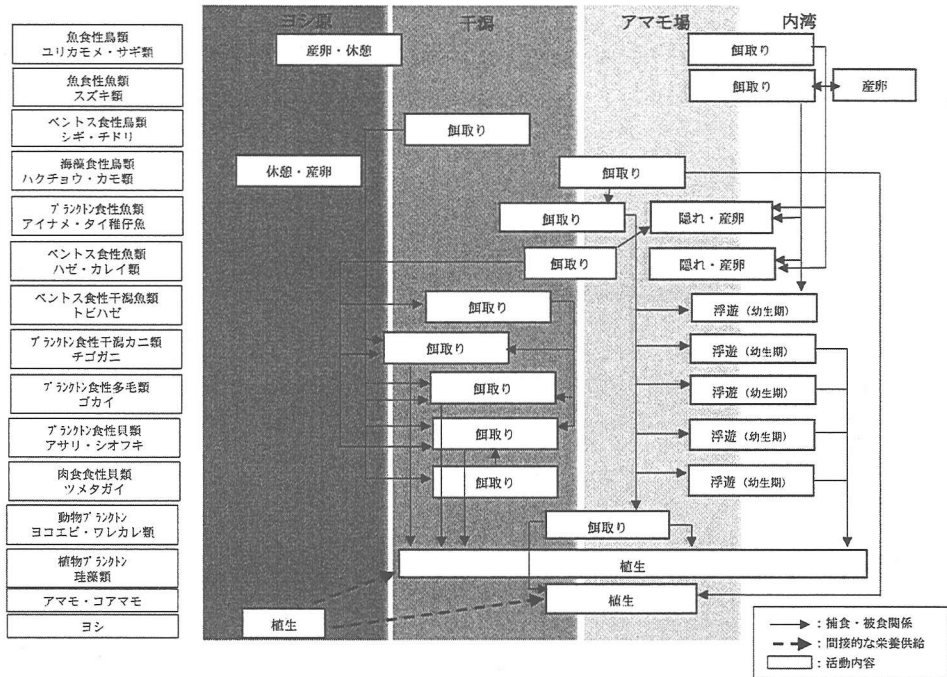 ヨシ原
干潟
アマモ場
内湾
魚食性鳥類
ユリカモメ・サギ類
産卵・休憩
餌取り
魚食性魚類
スズキ類
餌取り
産卵
ベントス食性鳥類
シギ・チドリ
餌取り
海藻食性鳥類
ハクチョウ・カモ類
休憩・産卵
餌取り
プランクトン食性魚類
アイナメ・タイ稚仔魚
餌取り
隠れ・産卵
ベントス食性魚類
ハゼ・カレイ類
餌取り
隠れ・産卵
ベントス食性干潟魚類
トビハゼ
餌取り
浮遊（幼生期）
プランクトン食性干潟カニ類
チゴガニ
餌取り
浮遊（幼生期）
プランクトン食性多毛類
ゴカイ
餌取り
浮遊（幼生期）
プランクトン食性貝類
アサリ・シオフキ
餌取り
浮遊（幼生期）
肉食食性貝類
ツメタガイ
餌取り
浮遊（幼生期）
動物プランクトン
ヨコエビ・ワレカレ類
餌取り
植物プランクトン
珪藻類
植生
アマモ・コアマモ
植生
ヨシ
植生
：捕食・被食関係
：間接的な栄養供給
：活動内容